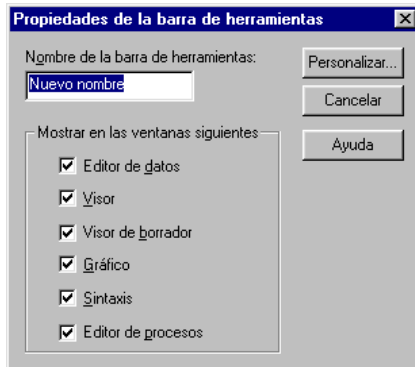 Propiedades de la barra de herramientas
Nombre de la barra de herramientas:
Nuevo nombre
Personalizar...
Cancelar
Ayuda
Mostrar en las ventanas siguientes
Editor de datos
Visor
Visor de borrador
Gráfico
Sintaxis
Editor de procesos